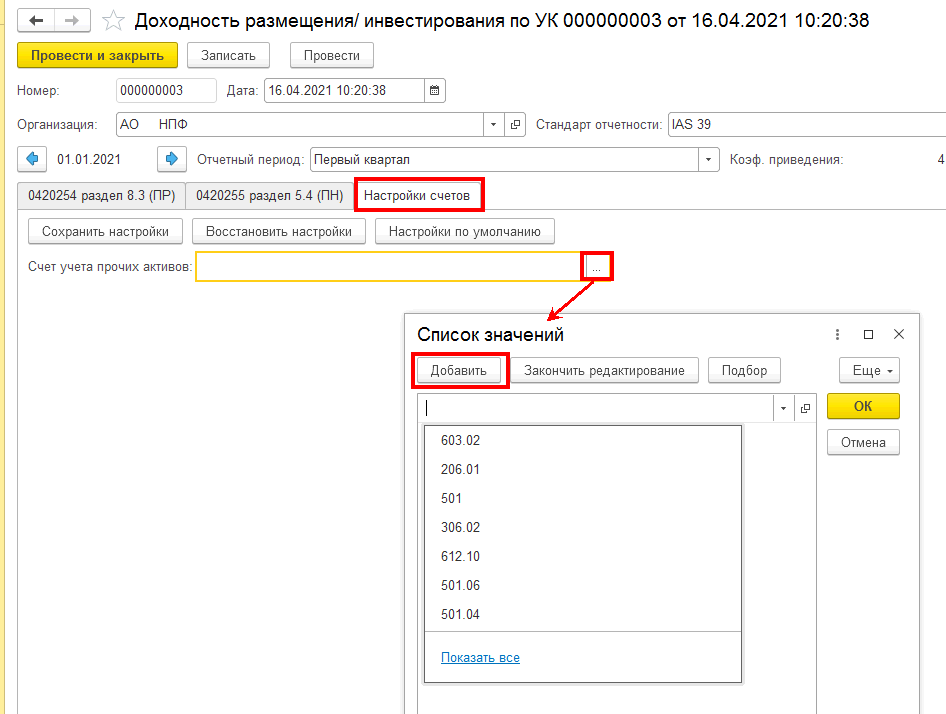 Доходность размещения/ инвестирования по УК 000000003 от 16.04.2021 10:20:38
Провести и закрыть Записать Провести
Номер: 000000003 Дата: 16.04.2021 10:20:38
Организация: АО НПФ Стандарт отчетности: IAS 39
01.01.2021 Отчетный период: Первый квартал Коэф. приведения: 4
0420254 раздел 8.3 (ПР) 0420255 раздел 5.4 (ПН) Настройки счетов
Сохранить настройки Восстановить настройки Настройки по умолчанию
Счет учета прочих активов: ...
Список значений
Добавить Закончить редактирование Подбор Еще
ОК
603.02
Отмена
206.01
501
306.02
612.10
501.06
501.04
Показать все